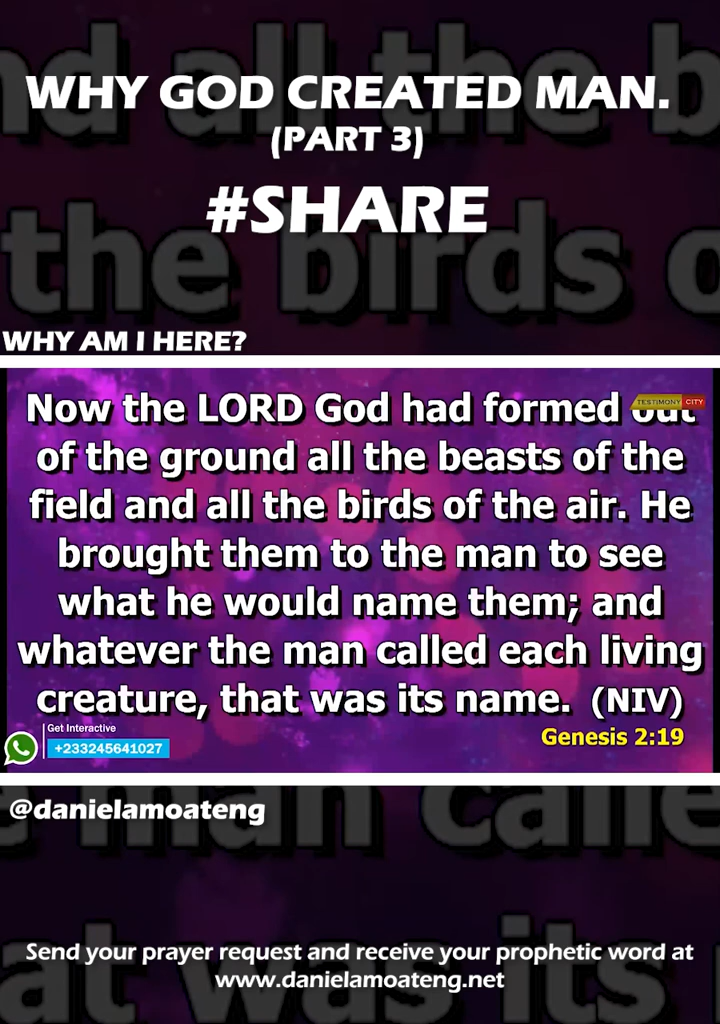 WHY GOD CREATED MAN.
(PART 3)
#SHARE
WHY AM I HERE?
Now the LORD God had formed out
TESTIMONY CITY
of the ground all the beasts of the
field and all the birds of the air. He
brought them to the man to see
what he would name them; and
whatever the man called each living
creature, that was its name. (NIV)
Genesis 2:19
Get Interactive
+233245641027
@danielamoateng
Send your prayer request and receive your prophetic word at
www.danielamoateng.net